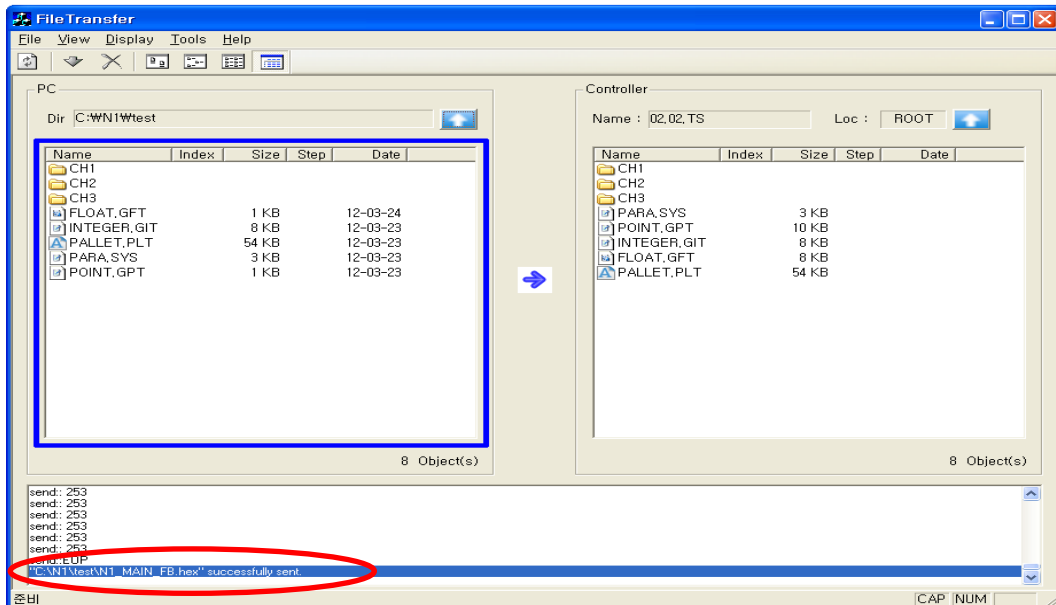 FileTransfer
File View Display Tools Help
PC
Dir C:₩N1₩test
Name Index Size Step Date
CH1
CH2
CH3
FLOAT,GFT 1 KB 12-03-24
INTEGER,GIT 8 KB 12-03-23
PALLET,PLT 54 KB 12-03-23
PARA,SYS 3 KB 12-03-23
POINT,GPT 1 KB 12-03-23
8 Object(s)
Controller
Name : 02,02,TS Loc : ROOT
Name Index Size Step Date
CH1
CH2
CH3
PARA,SYS 3 KB
POINT,GPT 10 KB
INTEGER,GIT 8 KB
FLOAT,GFT 8 KB
PALLET,PLT 54 KB
8 Object(s)
send:: 253
send:: 253
send:: 253
send:: 253
send:: 253
send:: 253
send::EOP
"C:\N1\test\N1_MAIN_FB.hex" successfully sent.
준비 CAP NUM